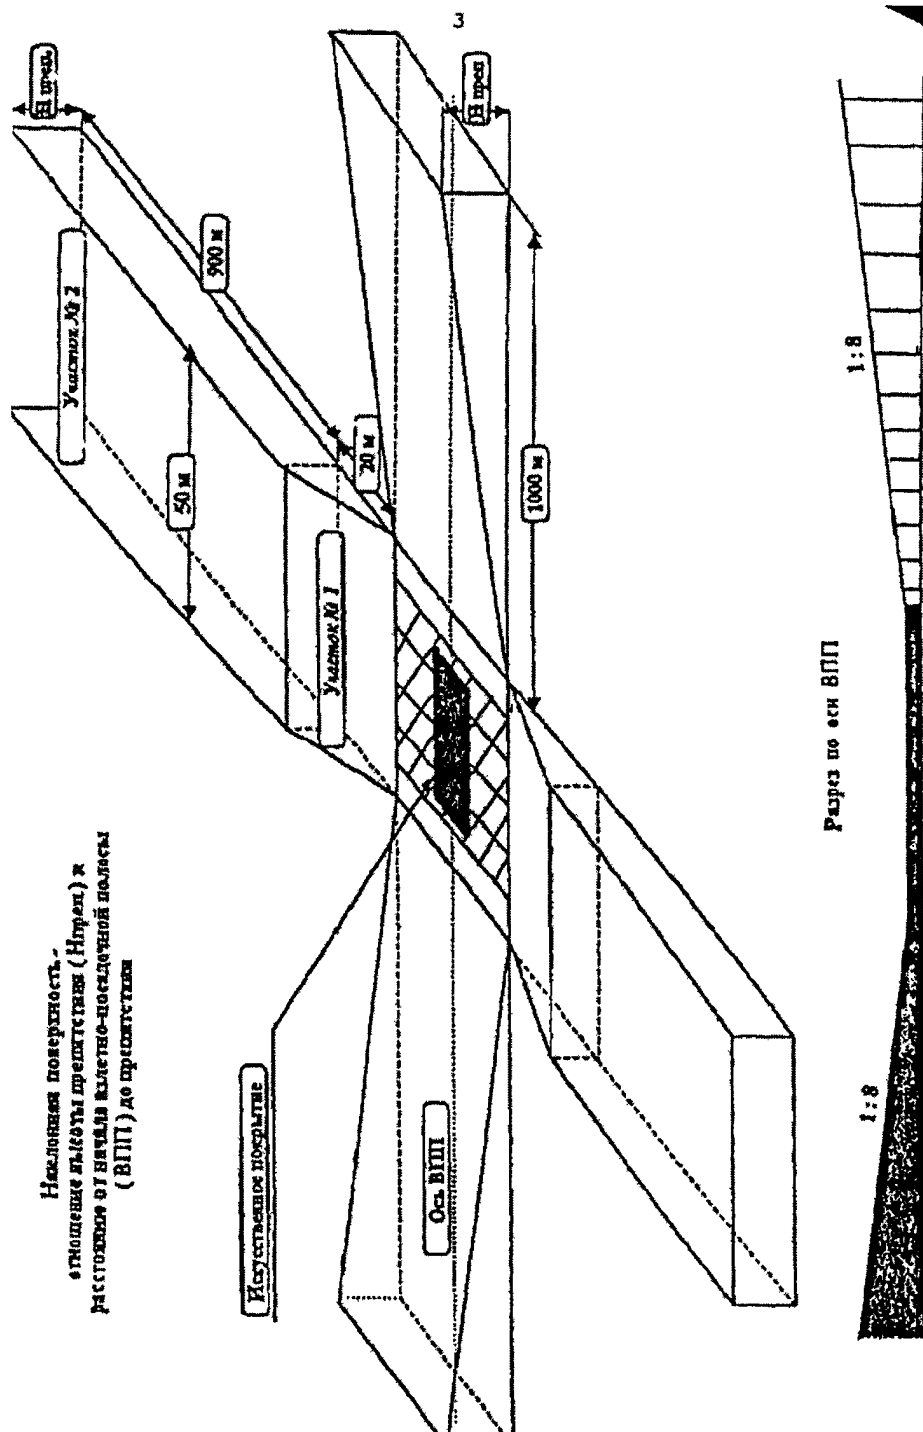 3
Наклонная поверхность -
отношение высоты препятствия (Нпреп.) к
расстоянию от начала взлетно-посадочной полосы
(ВПП) до препятствия
Н преп.
Участок № 2
900 м
50 м
20 м
Участок № 1
Н преп
1000 м
Искусственное покрытие
Ось ВПП
Разрез по оси ВПП
1:8
1:8